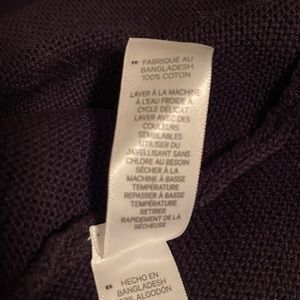 FR FABRIQUÉ AU
BANGLADESH
100% COTON
LAVER À LA MACHINE
À L'EAU FROIDE À
CYCLE DÉLICAT
LAVER AVEC DES
COULEURS
SEMBLABLES
UTILISER DU
JAVELLISANT SANS
CHLORE AU BESOIN
SÉCHER À LA
MACHINE À BASSE
TEMPÉRATURE
REPASSER À BASSE
TEMPÉRATURE
RETIRER
RAPIDEMENT DE LA
SÉCHEUSE
ES HECHO EN
BANGLADESH
100% ALGODÓN